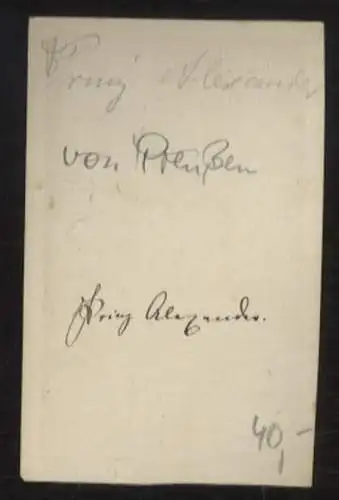 Prinz Alexander
von Preußen
Prinz Alexander.
40,-